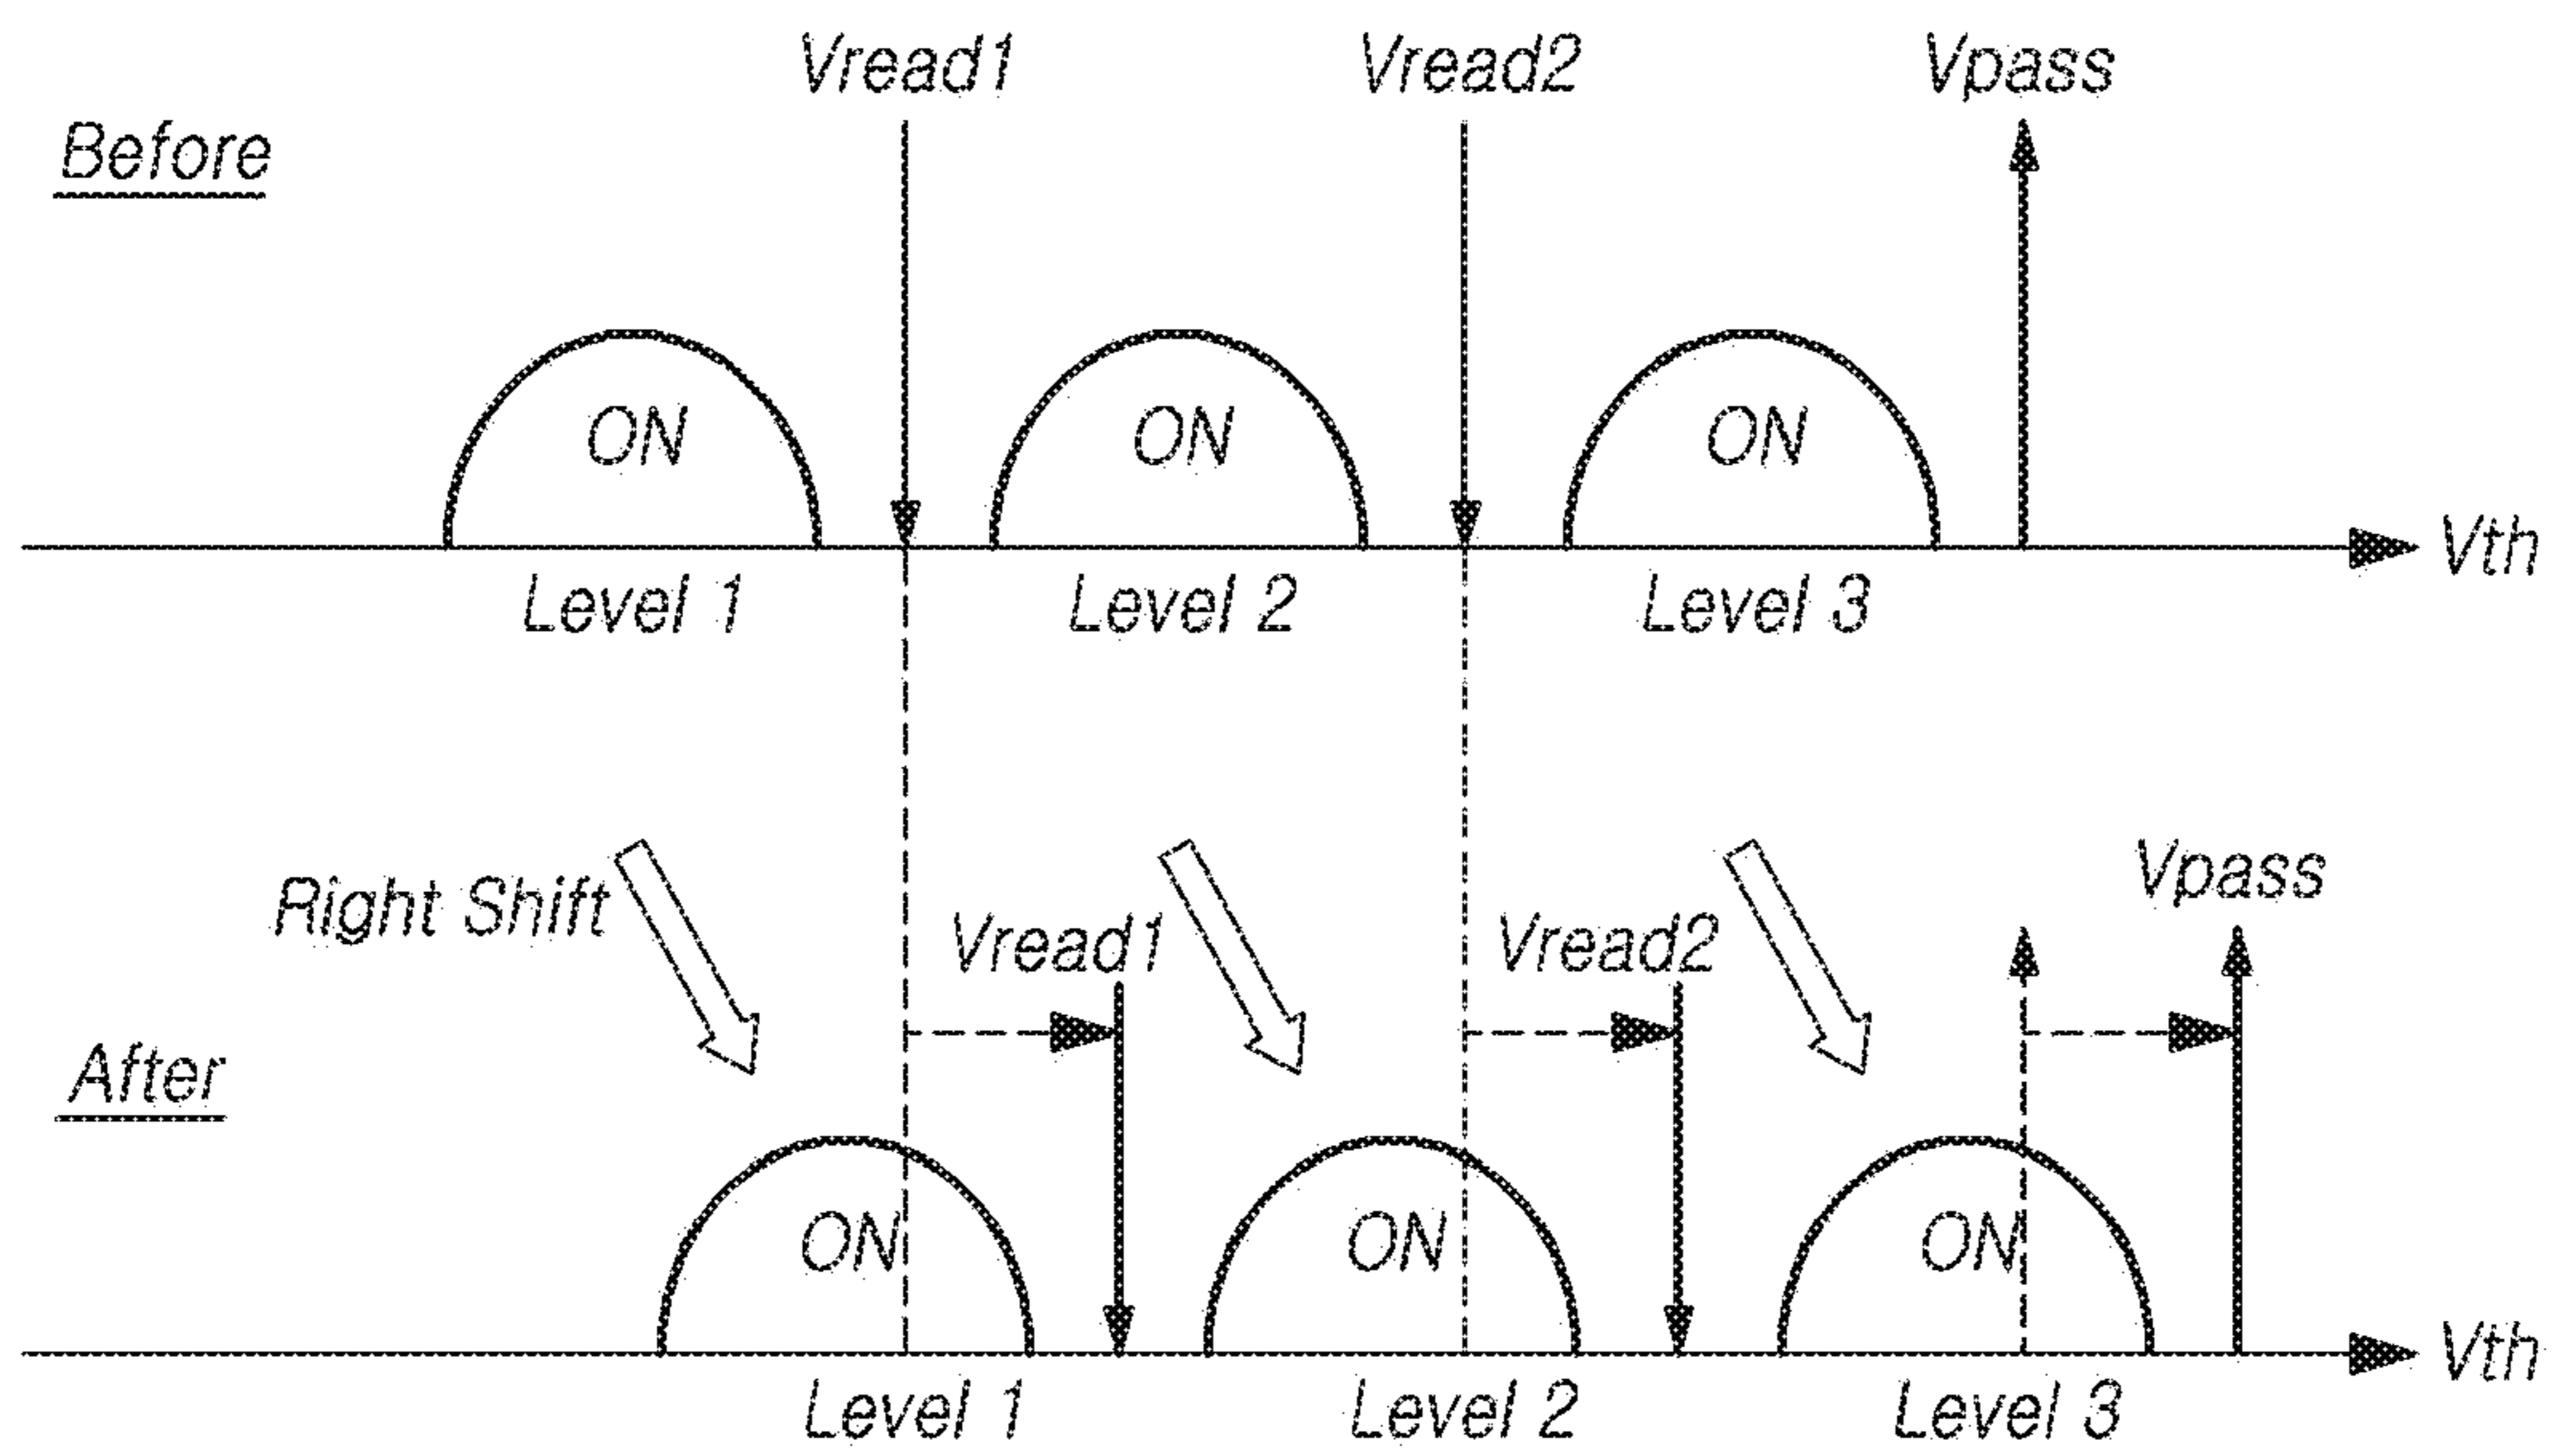 Vread1 Vread2 Vpass
Before
ON ON ON
Vth
Level 1 Level 2 Level 3
Vpass
Right Shift
Vread1 Vread2
After
ON ON ON
Vth
Level 1 Level 2 Level 3